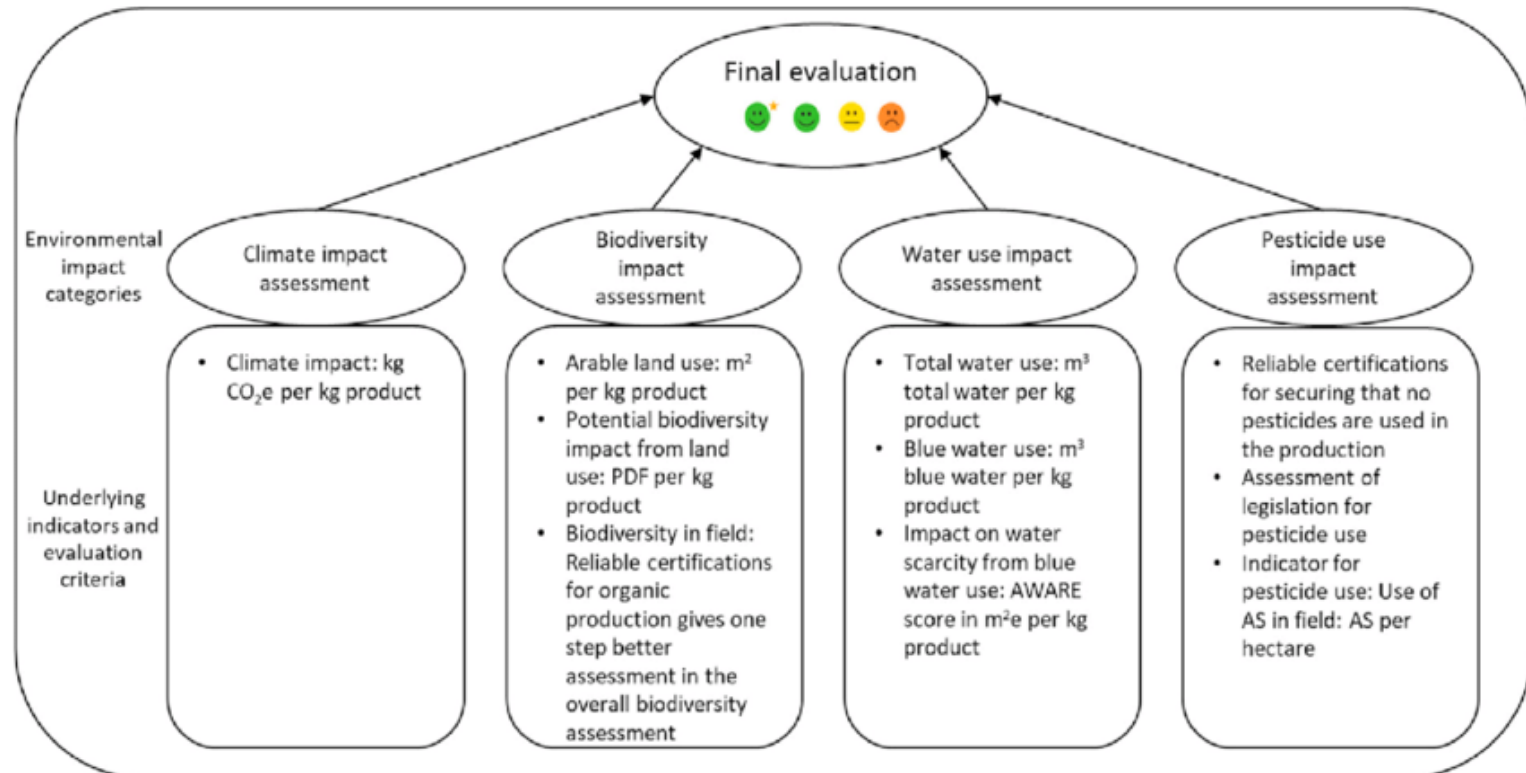 Final evaluation
Environmental
impact
categories
Climate impact
assessment
Biodiversity
impact
assessment
Water use impact
assessment
Pesticide use
impact
assessment
Underlying
indicators and
evaluation
criteria
• Climate impact: kg
CO₂e per kg product
• Arable land use: m²
per kg product
• Potential biodiversity
impact from land
use: PDF per kg
product
• Biodiversity in field:
Reliable certifications
for organic
production gives one
step better
assessment in the
overall biodiversity
assessment
• Total water use: m³
total water per kg
product
• Blue water use: m³
blue water per kg
product
• Impact on water
scarcity from blue
water use: AWARE
score in m²e per kg
product
• Reliable certifications
for securing that no
pesticides are used in
the production
• Assessment of
legislation for
pesticide use
• Indicator for
pesticide use: Use of
AS in field: AS per
hectare